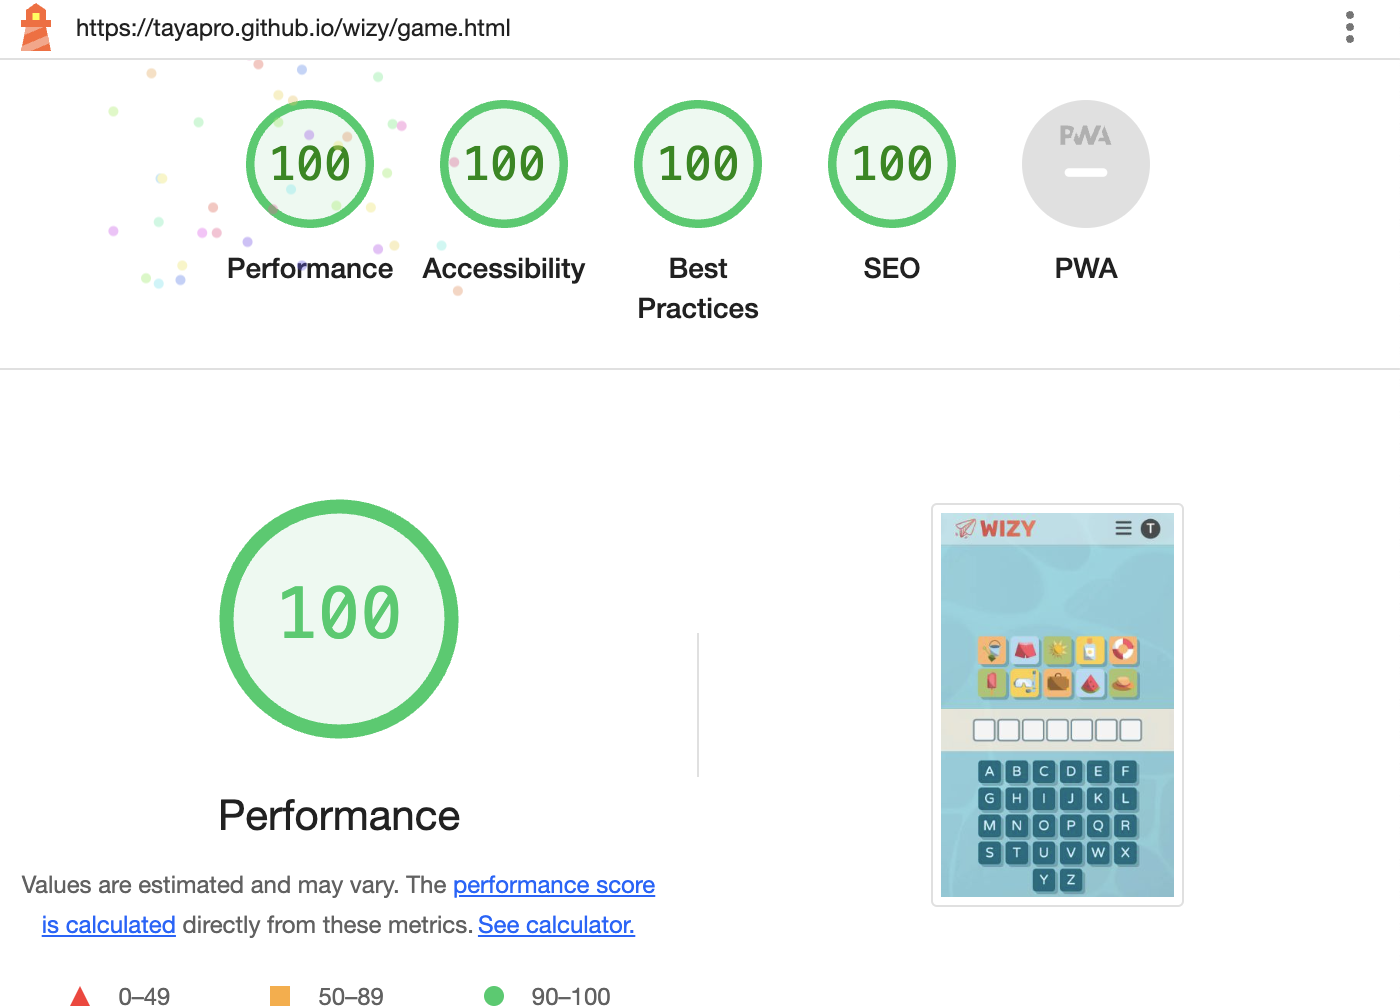 https://tayapro.github.io/wizy/game.html
100 100 100 100 PWA
Performance Accessibility Best Practices SEO PWA
100
Performance
Values are estimated and may vary. The performance score
is calculated directly from these metrics. See calculator.
0–49 50–89 90–100
WIZY T
A B C D E F
G H I J K L
M N O P Q R
S T U V W X
Y Z